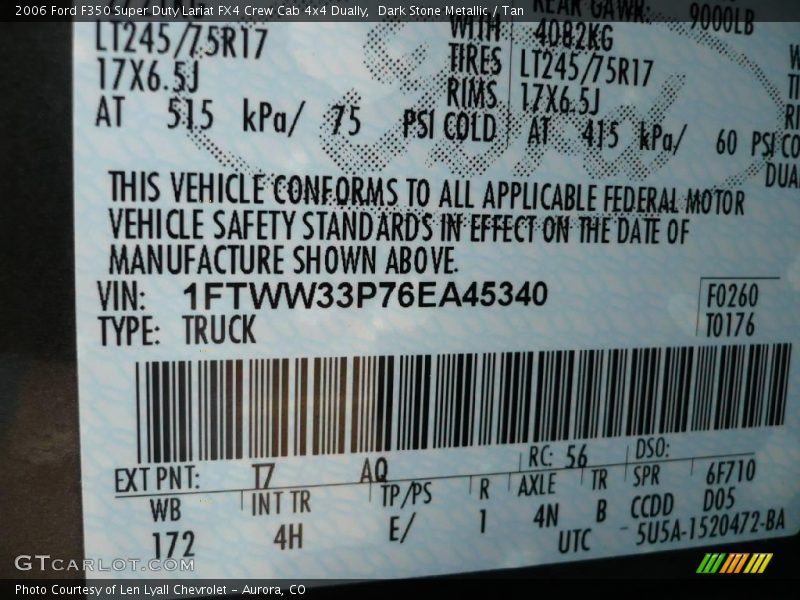 2006 Ford F350 Super Duty Lariat FX4 Crew Cab 4x4 Dually, Dark Stone Metallic / Tan
REAR GAWR: 9000LB
LT245/75R17 WITH 4082KG
17X6.5J TIRES LT245/75R17
RIMS 17X6.5J
AT 515 kPa/ 75 PSI COLD AT 415 kPa/ 60 PSI CO
DUA
THIS VEHICLE CONFORMS TO ALL APPLICABLE FEDERAL MOTOR
VEHICLE SAFETY STANDARDS IN EFFECT ON THE DATE OF
MANUFACTURE SHOWN ABOVE.
VIN: 1FTWW33P76EA45340 F0260
TYPE: TRUCK T0176
EXT PNT: T7 AQ RC: 56 DSO:
WB INT TR TP/PS R AXLE TR SPR 6F710
172 4H E/ 1 4N B CCDD D05
UTC 5U5A-1520472-BA
GTCARLOT.COM
Photo Courtesy of Len Lyall Chevrolet - Aurora, CO